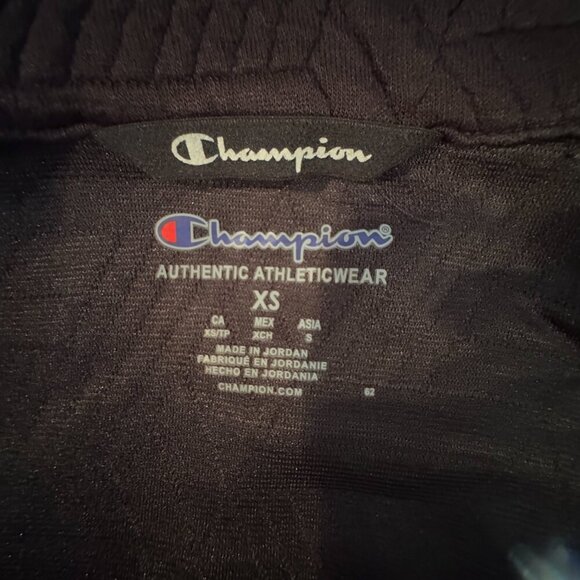 Champion
Champion®
AUTHENTIC ATHLETICWEAR
XS
CA MEX ASIA
XS/TP XCH S
MADE IN JORDAN
FABRIQUÉ EN JORDANIE
HECHO EN JORDANIA
CHAMPION.COM 62